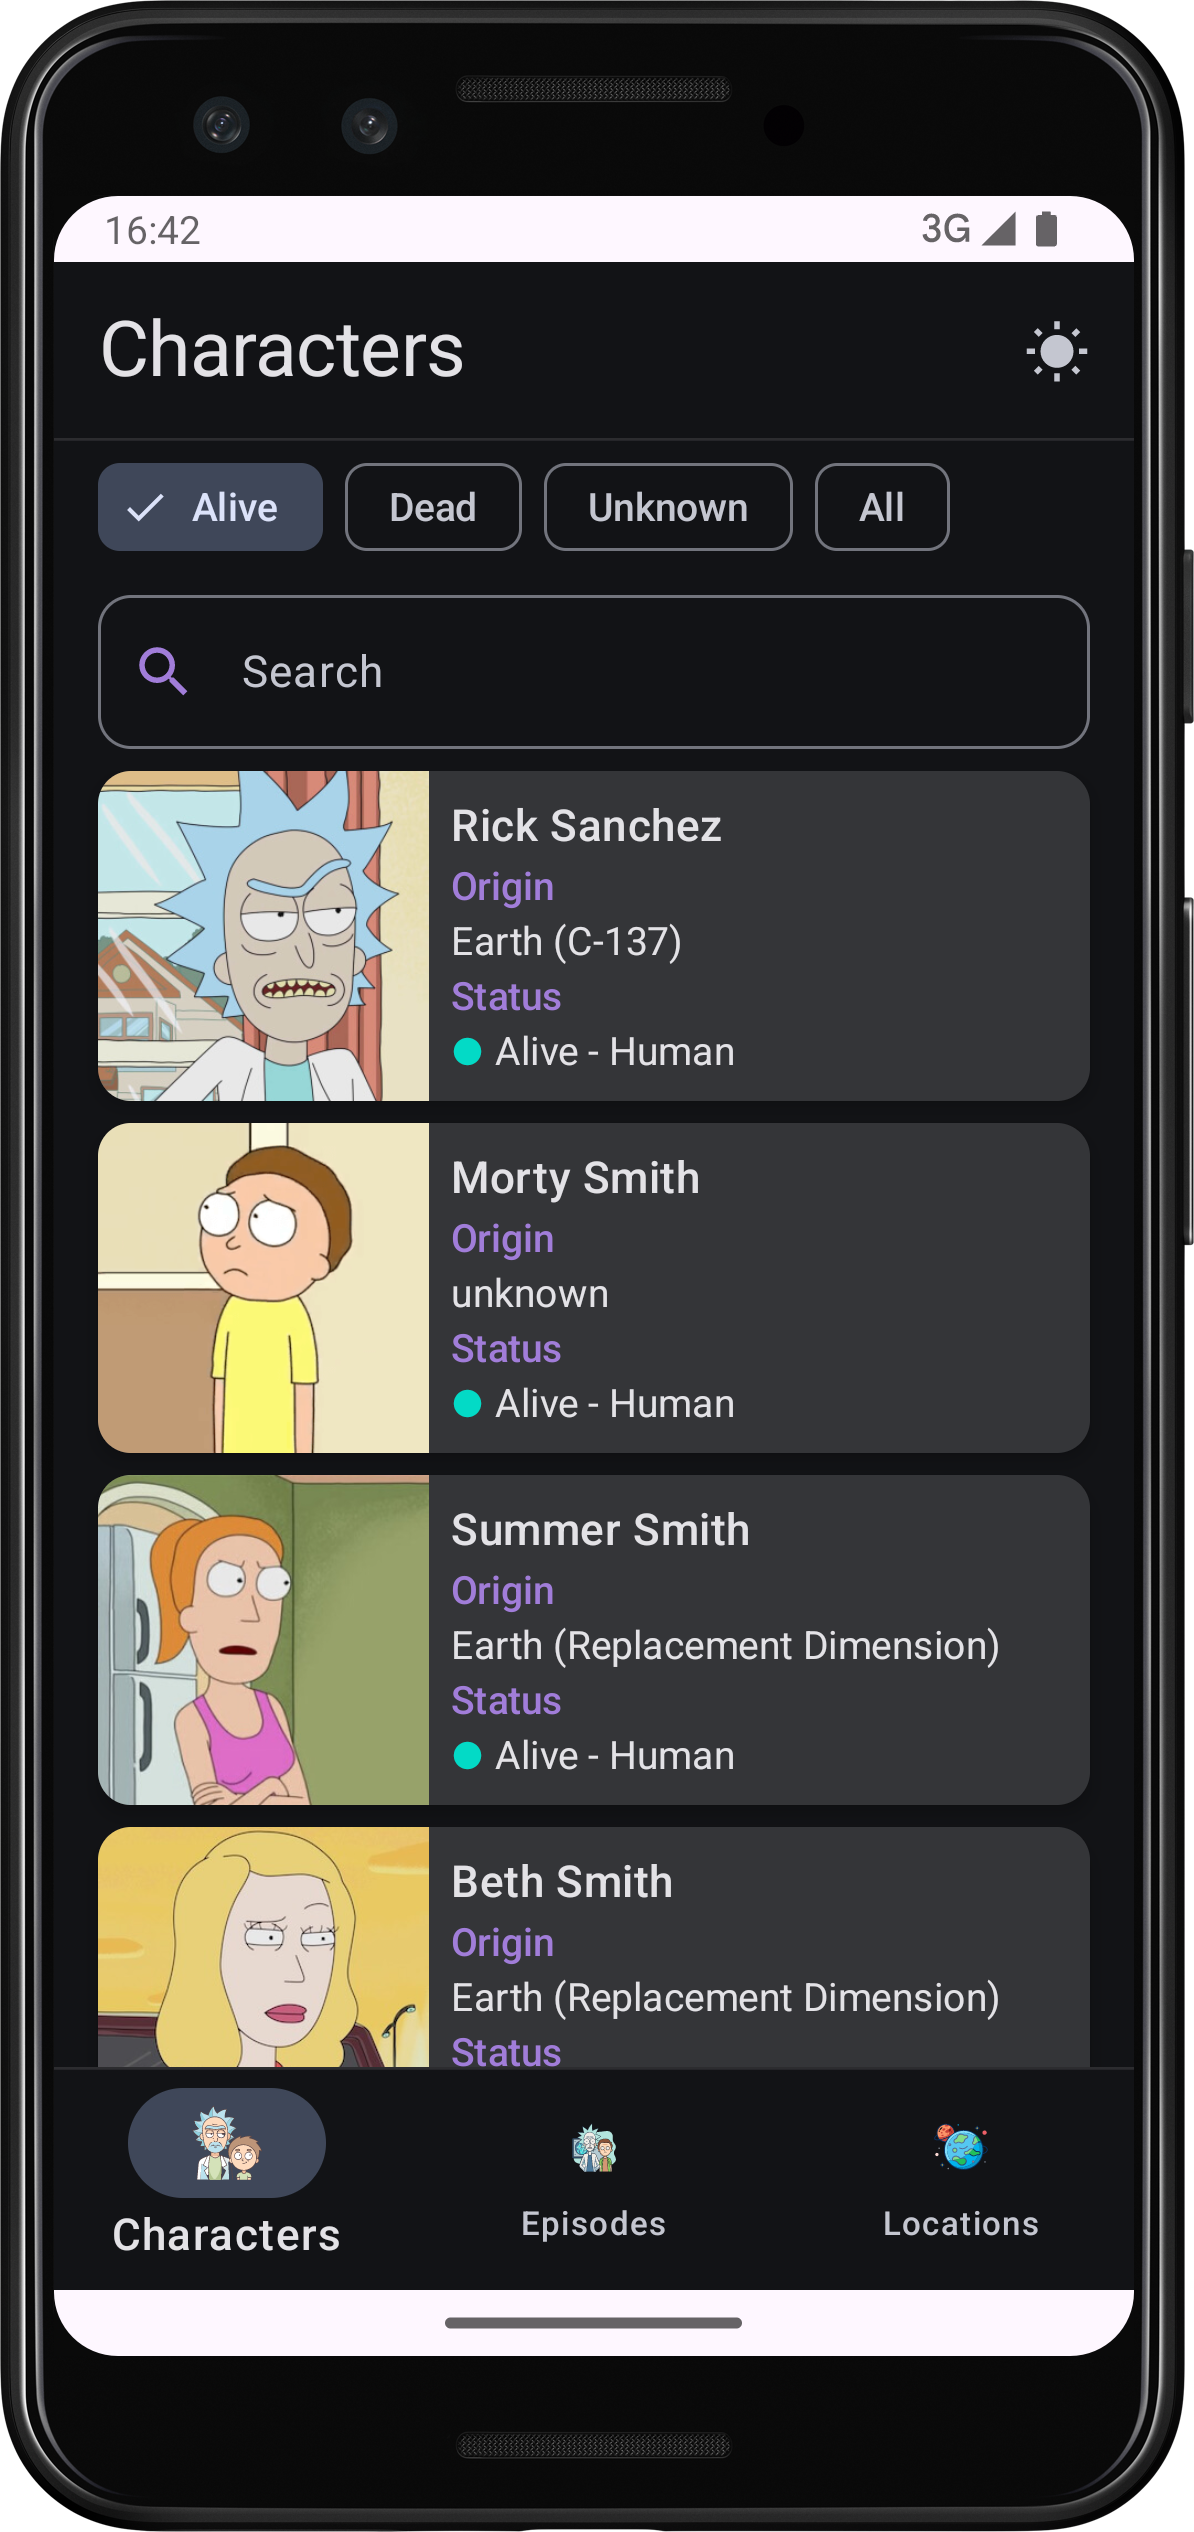 16:42 3G
Characters
Alive Dead Unknown All
Search
Rick Sanchez
Origin
Earth (C-137)
Status
Alive - Human
Morty Smith
Origin
unknown
Status
Alive - Human
Summer Smith
Origin
Earth (Replacement Dimension)
Status
Alive - Human
Beth Smith
Origin
Earth (Replacement Dimension)
Status
Characters Episodes Locations